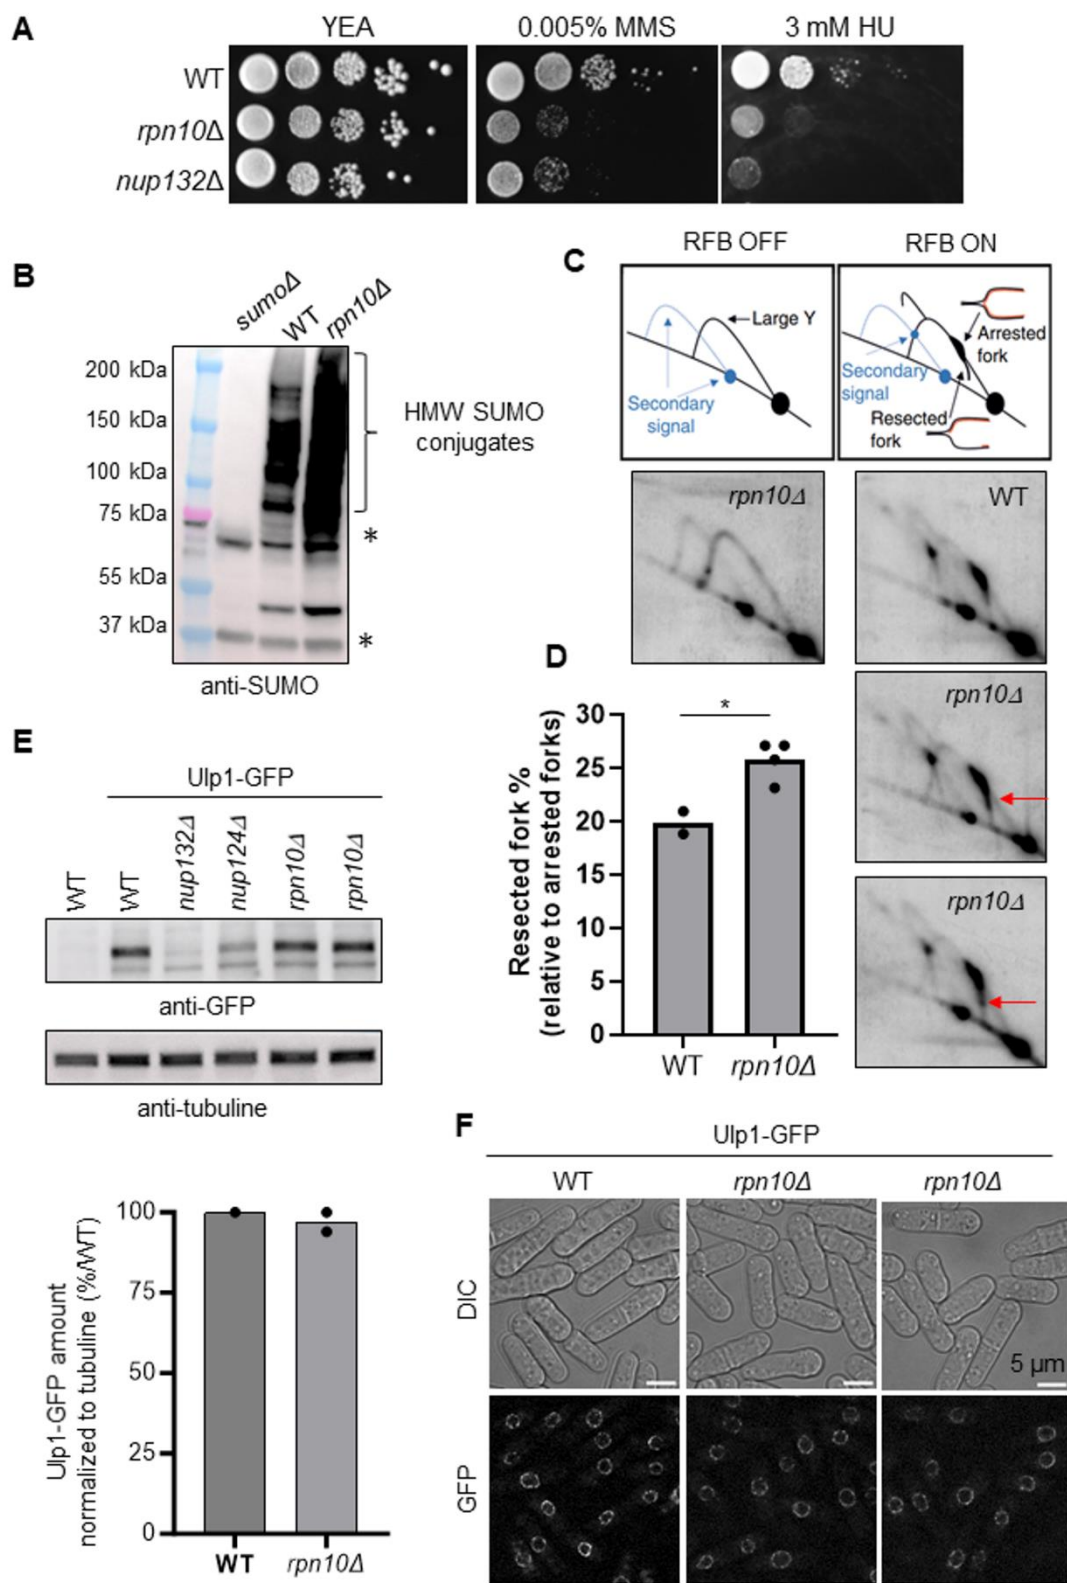 A
YEA
0.005% MMS
3 mM HU
WT
rpn10Δ
nup132Δ
B
sumoΔ
WT
rpn10Δ
200 kDa
150 kDa
100 kDa
75 kDa
55 kDa
37 kDa
HMW SUMO
conjugates
*
*
anti-SUMO
C
RFB OFF
RFB ON
Large Y
Secondary
signal
Arrested
fork
Secondary
signal
Resected
fork
rpn10Δ
WT
rpn10Δ
rpn10Δ
D
Resected fork %
(relative to arrested forks)
30
25
20
15
10
5
0
*
WT
rpn10Δ
E
Ulp1-GFP
WT
WT
nup132Δ
nup124Δ
rpn10Δ
rpn10Δ
anti-GFP
anti-tubuline
Ulp1-GFP amount
normalized to tubuline (%/WT)
100
75
50
25
0
WT
rpn10Δ
F
Ulp1-GFP
WT
rpn10Δ
rpn10Δ
DIC
5 µm
GFP